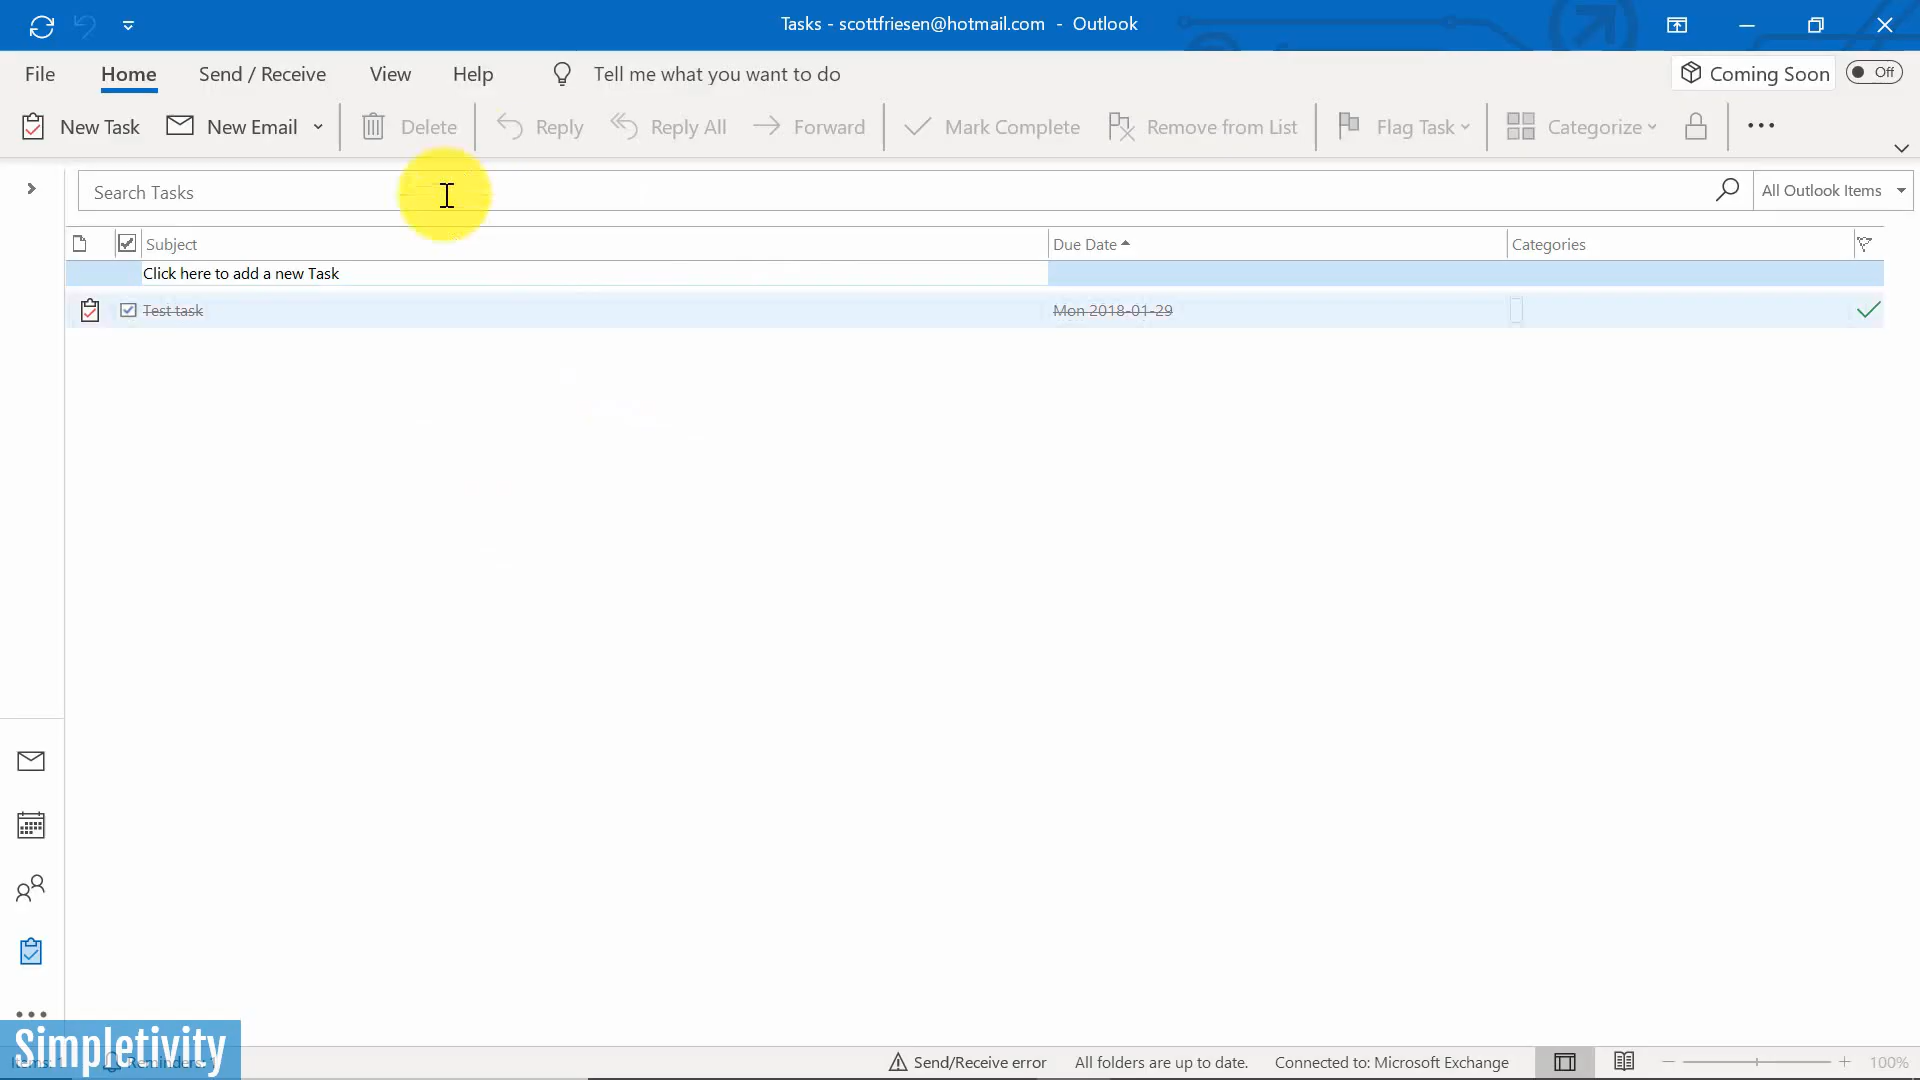 Tasks - scottfriesen@hotmail.com - Outlook
File Home Send / Receive View Help Tell me what you want to do Coming Soon Off
New Task New Email Delete Reply Reply All Forward Mark Complete Remove from List Flag Task Categorize
Search Tasks All Outlook Items
Subject Due Date Categories
Click here to add a new Task
Test task Mon 2018-01-29
Simpletivity
Send/Receive error All folders are up to date. Connected to: Microsoft Exchange 100%